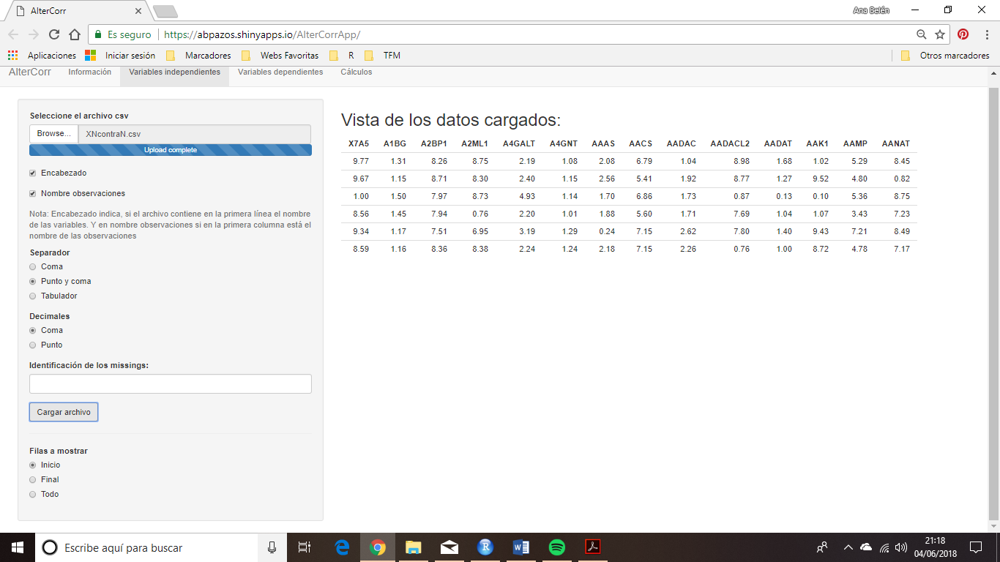 AlterCorr
Ana Belén
Es seguro
https://abpazos.shinyapps.io/AlterCorrApp/
Aplicaciones Iniciar sesión Marcadores Webs Favoritas R TFM Otros marcadores
AlterCorr Información Variables independientes Variables dependientes Cálculos
Seleccione el archivo csv
Browse... XNcontraN.csv
Upload complete
Encabezado
Nombre observaciones
Nota: Encabezado indica, si el archivo contiene en la primera línea el nombre
de las variables. Y en nombre observaciones si en la primera columna está el
nombre de las observaciones
Separador
Coma
Punto y coma
Tabulador
Decimales
Coma
Punto
Identificación de los missings:
Cargar archivo
Filas a mostrar
Inicio
Final
Todo
Vista de los datos cargados:
X7A5 A1BG A2BP1 A2ML1 A4GALT A4GNT AAAS AACS AADAC AADACL2 AADAT AAK1 AAMP AANAT
9.77 1.31 8.26 8.75 2.19 1.08 2.08 6.79 1.04 8.98 1.68 1.02 5.29 8.45
9.67 1.15 8.71 8.30 2.40 1.15 2.56 5.41 1.92 8.77 1.27 9.52 4.80 0.82
1.00 1.50 7.97 8.73 4.93 1.14 1.70 6.86 1.73 0.87 0.13 0.10 5.36 8.75
8.56 1.45 7.94 0.76 2.20 1.01 1.88 5.60 1.71 7.69 1.04 1.07 3.43 7.23
9.34 1.17 7.51 6.95 3.19 1.29 0.24 7.15 2.62 7.80 1.40 9.43 7.21 8.49
8.59 1.16 8.36 8.38 2.24 1.24 2.18 7.15 2.26 0.76 1.00 8.72 4.78 7.17
Escribe aquí para buscar
21:18
04/06/2018